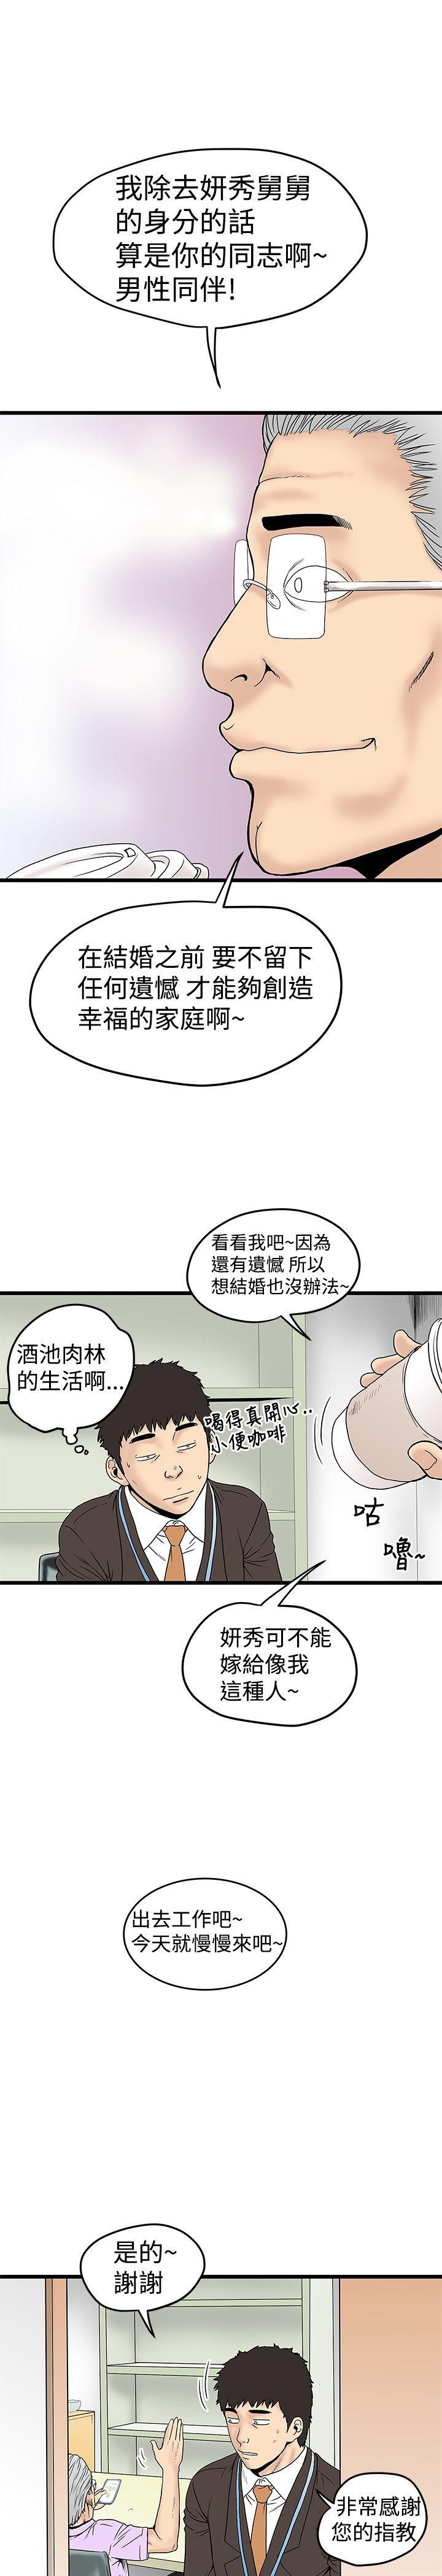 我除去妍秀舅舅
的身分的話
算是你的同志啊~
男性同伴!
在結婚之前 要不留下
任何遺憾 才能夠創造
幸福的家庭啊~
看看我吧~因為
還有遺憾 所以
想結婚也沒辦法~
酒池肉林
的生活啊...
喝得真開心..
小便咖啡
咕
嚕~
妍秀可不能
嫁給像我
這種人~
出去工作吧~
今天就慢慢來吧~
是的~
謝謝
非常感謝
您的指教